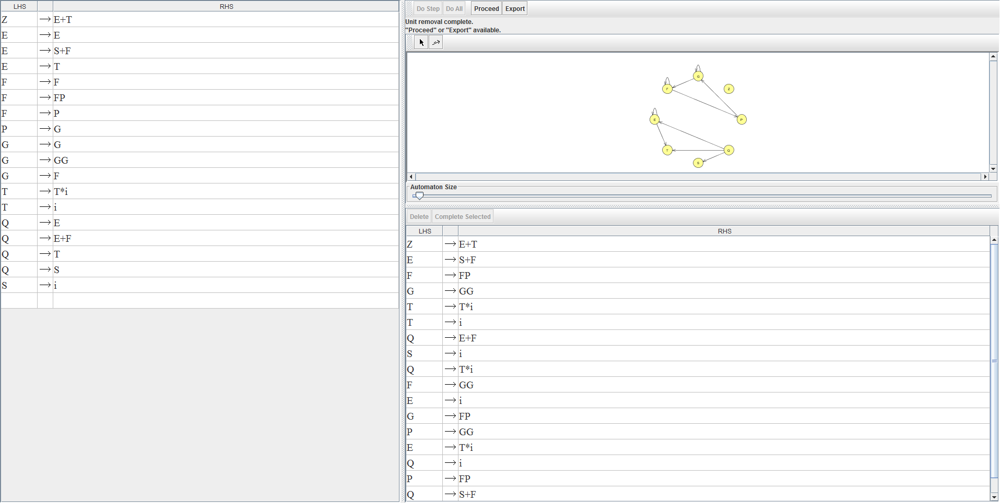 LHS RHS
Z → E+T
E → E
E → S+F
E → T
F → F
F → FP
F → P
P → G
G → G
G → GG
G → F
T → T*i
T → i
Q → E
Q → E+F
Q → T
Q → S
S → i
Do Step Do All Proceed Export
Unit removal complete.
"Proceed" or "Export" available.
G
F
Z
E
P
T
Q
S
Automaton Size
Delete Complete Selected
LHS RHS
Z → E+T
E → S+F
F → FP
G → GG
T → T*i
T → i
Q → E+F
S → i
Q → T*i
F → GG
E → i
G → FP
P → GG
E → T*i
Q → i
P → FP
Q → S+F